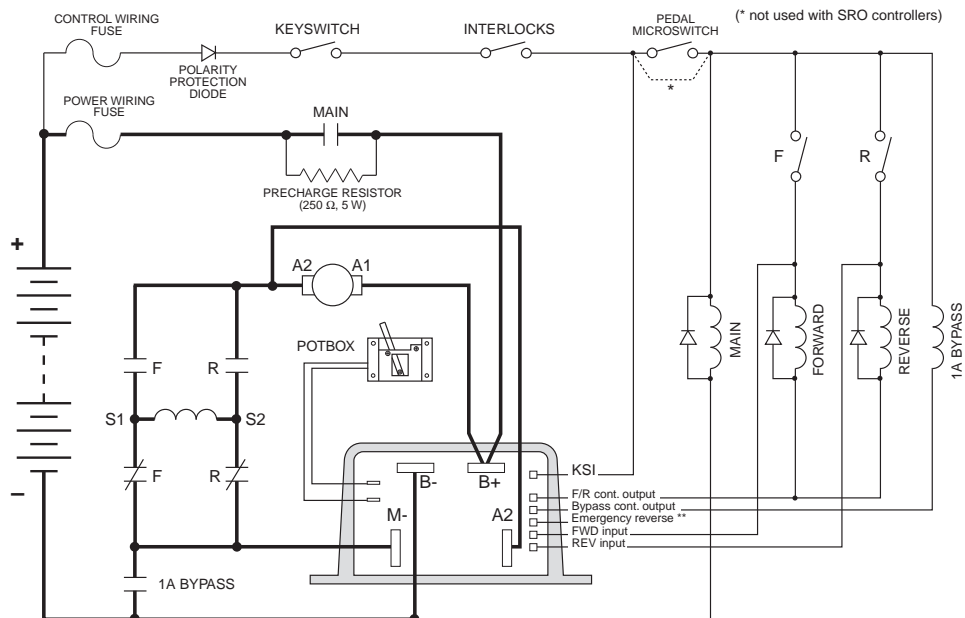 CONTROL WIRING
FUSE
KEYSWITCH
INTERLOCKS
PEDAL
MICROSWITCH
(* not used with SRO controllers)
POLARITY
PROTECTION
DIODE
*
POWER WIRING
FUSE
MAIN
PRECHARGE RESISTOR
(250 Ω, 5 W)
F
R
+
A2
A1
POTBOX
MAIN
FORWARD
REVERSE
1A BYPASS
F
R
S1
S2
F
R
–
KSI
B-
B+
F/R cont. output
Bypass cont. output
Emergency reverse **
FWD input
REV input
M-
A2
1A BYPASS